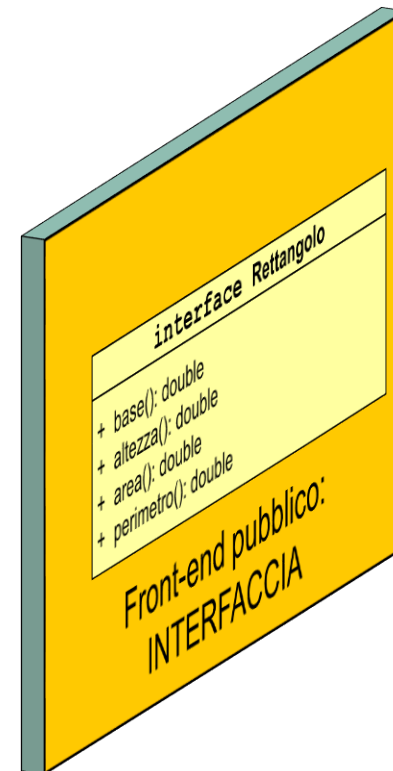 interface Rettangolo
+ base(): double
+ altezza(): double
+ area(): double
+ perimetro(): double
Front-end pubblico:
INTERFACCIA